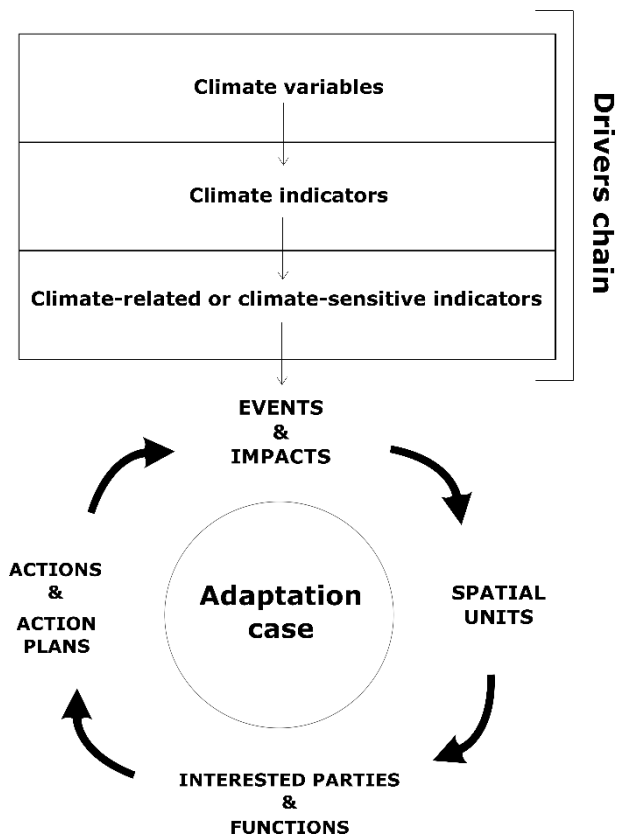 Climate variables
Climate indicators
Climate-related or climate-sensitive indicators
Drivers chain
EVENTS
&
IMPACTS
SPATIAL
UNITS
INTERESTED PARTIES
&
FUNCTIONS
ACTIONS
&
ACTION
PLANS
Adaptation
case